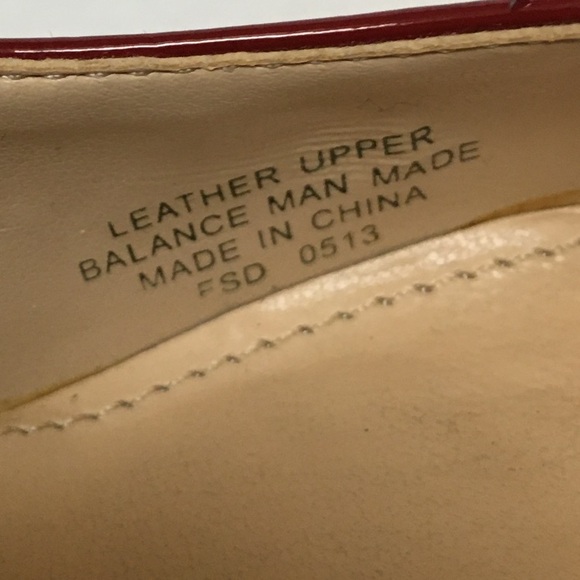 LEATHER UPPER
BALANCE MAN MADE
MADE IN CHINA
FSD 0513